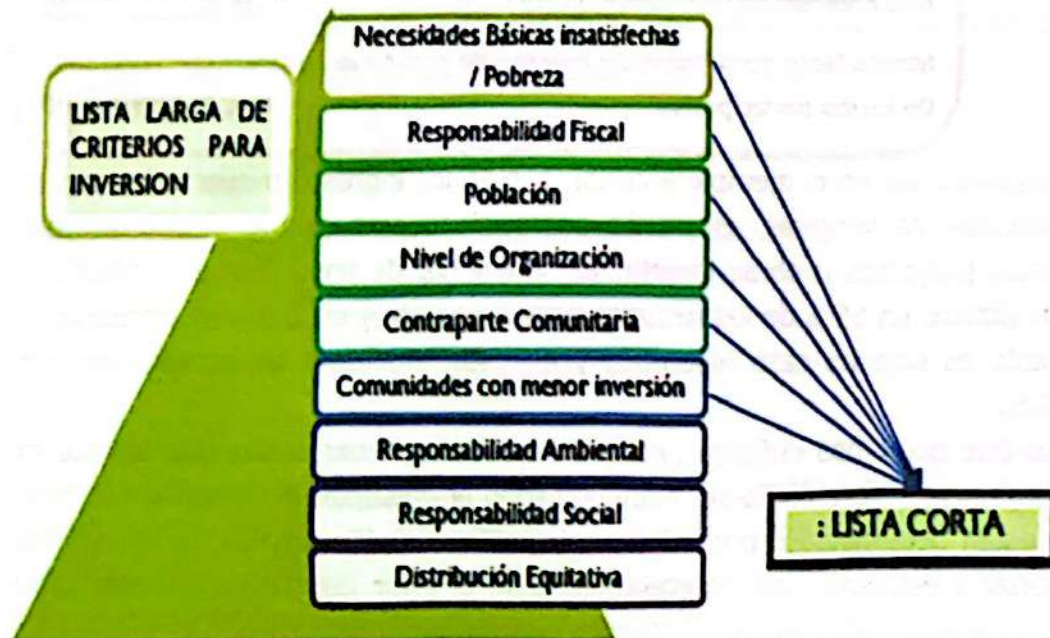 LISTA LARGA DE
CRITERIOS PARA
INVERSION
Necesidades Básicas insatisfechas
/ Pobreza
Responsabilidad Fiscal
Población
Nivel de Organización
Contraparte Comunitaria
Comunidades con menor inversión
Responsabilidad Ambiental
Responsabilidad Social
Distribución Equitativa
: LISTA CORTA